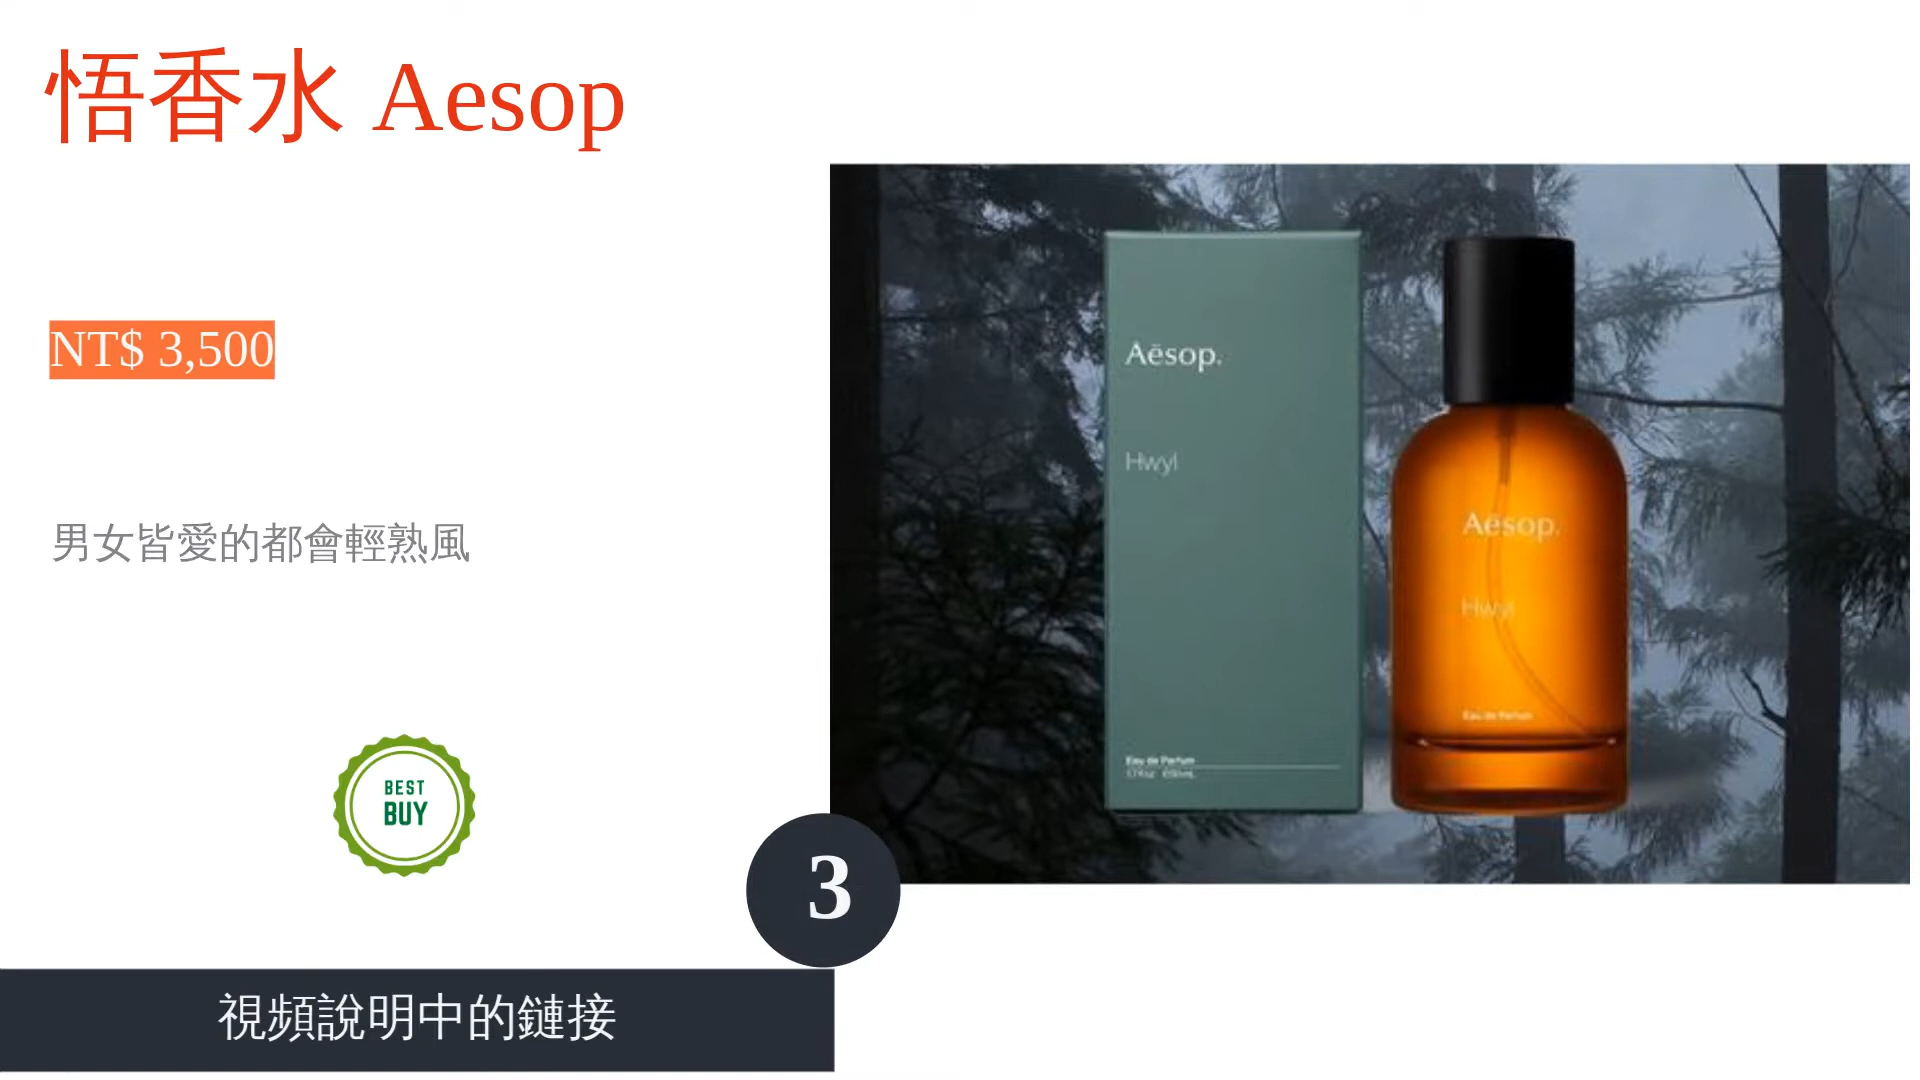 悟香水 Aesop
NT$ 3,500
男女皆愛的都會輕熟風
BEST
BUY
3
視頻說明中的鏈接
Aēsop.
Hwyl
Eau de Parfum
Aēsop.
Hwyl
Eau de Parfum